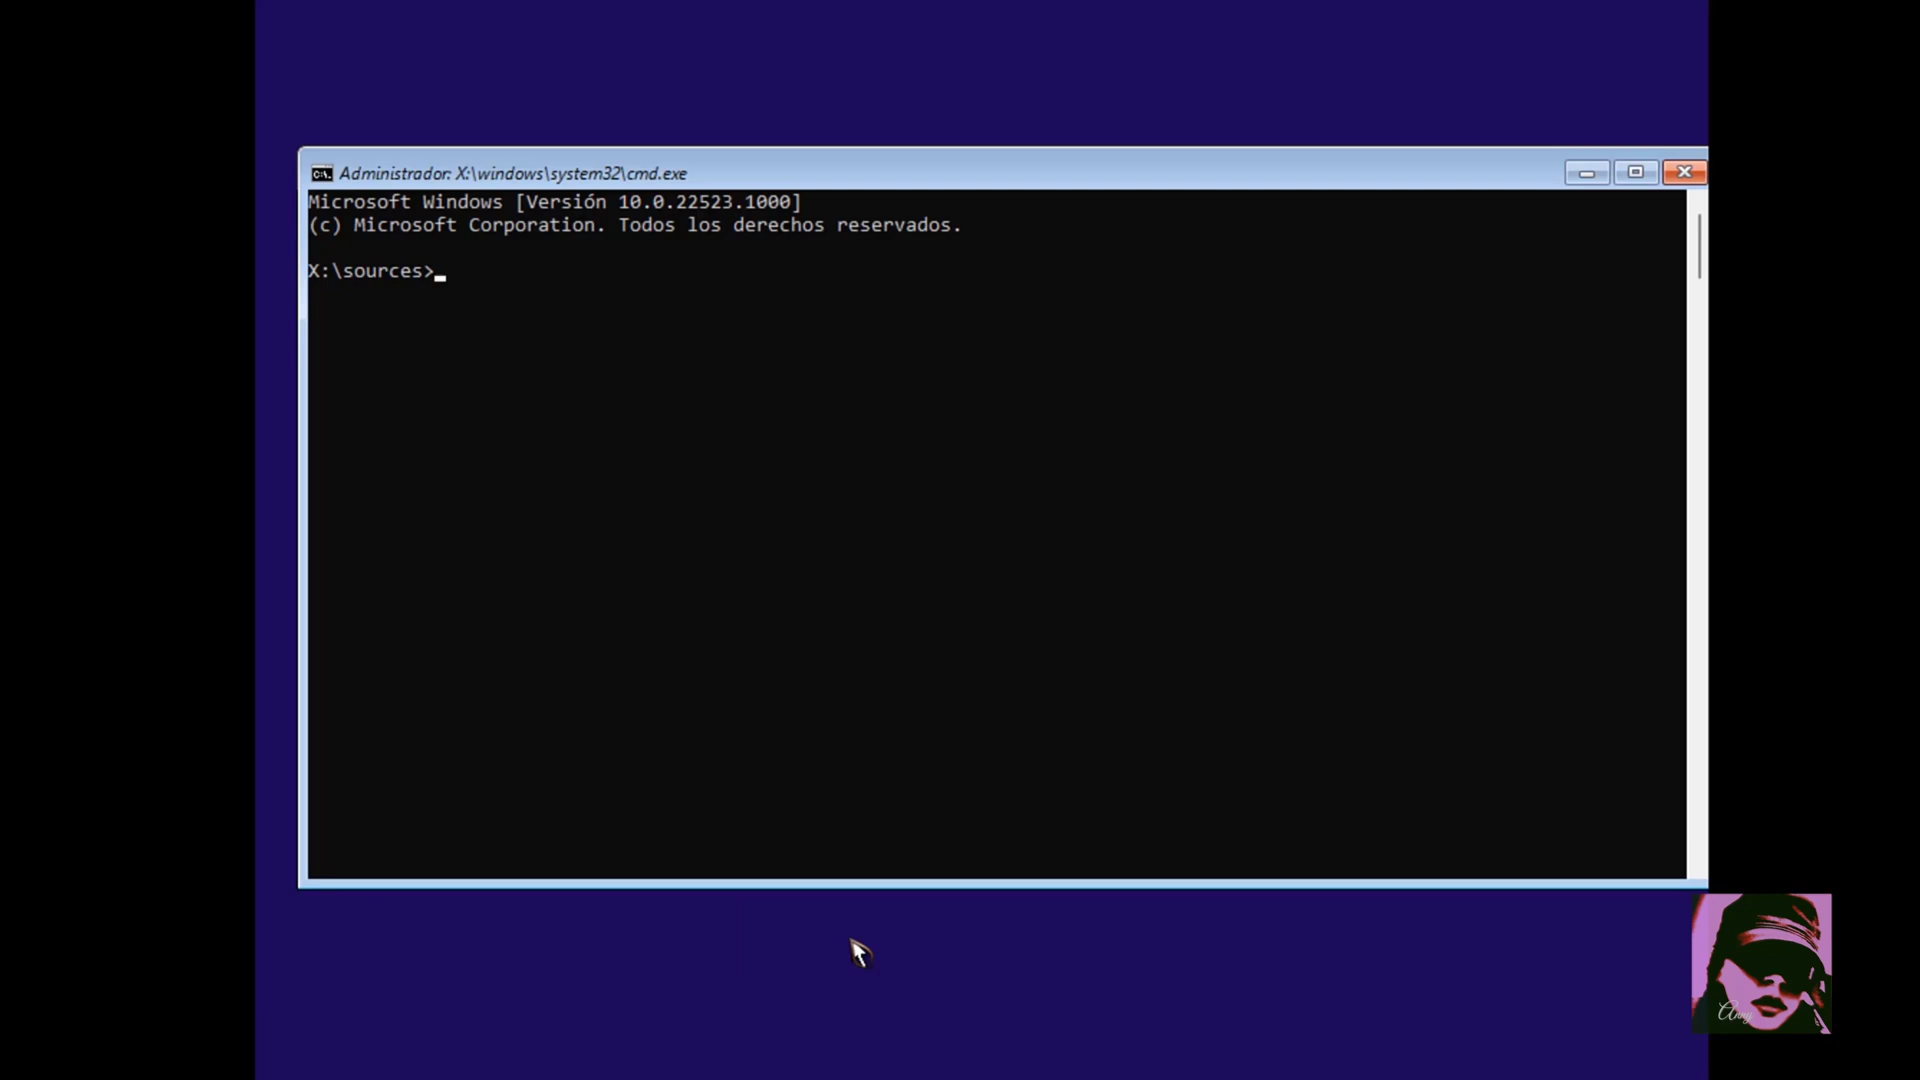 Administrador: X:\windows\system32\cmd.exe
Microsoft Windows [Versión 10.0.22523.1000]
(c) Microsoft Corporation. Todos los derechos reservados.
X:\sources>
Anny